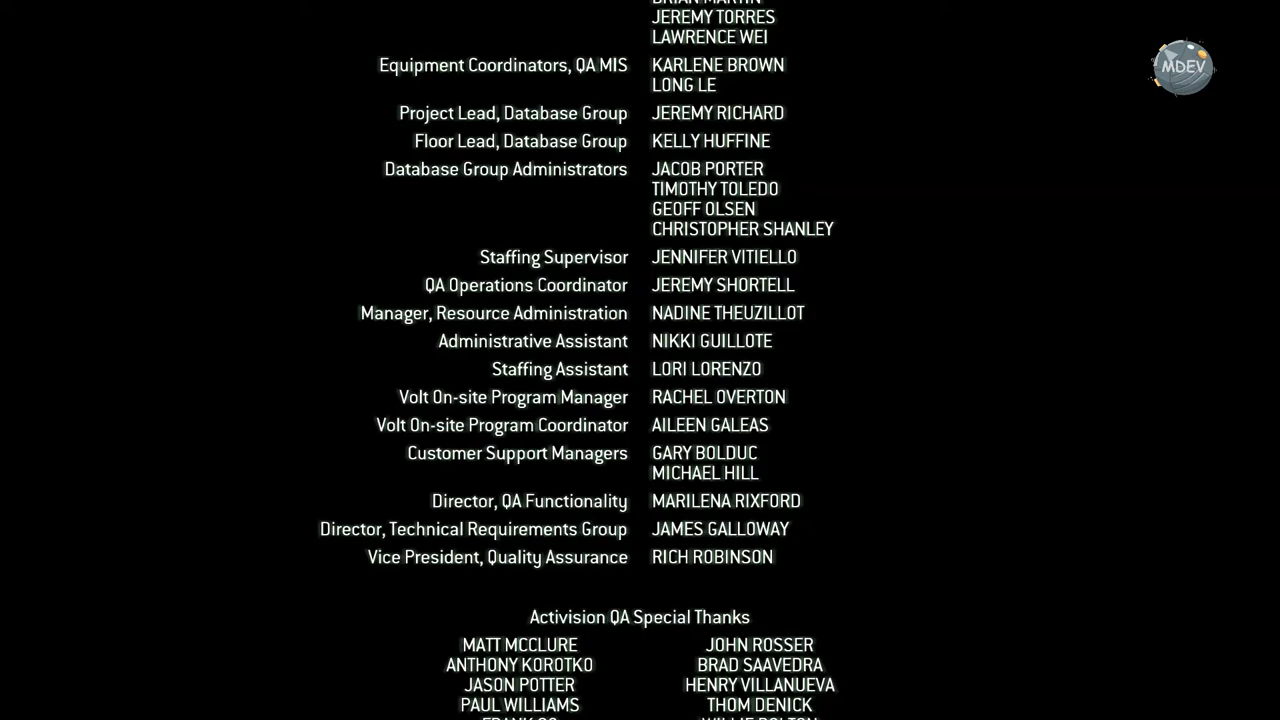 JEREMY TORRES
LAWRENCE WEI
MDEV
Equipment Coordinators, QA MIS KARLENE BROWN
LONG LE
Project Lead, Database Group JEREMY RICHARD
Floor Lead, Database Group KELLY HUFFINE
Database Group Administrators JACOB PORTER
TIMOTHY TOLEDO
GEOFF OLSEN
CHRISTOPHER SHANLEY
Staffing Supervisor JENNIFER VITIELLO
QA Operations Coordinator JEREMY SHORTELL
Manager, Resource Administration NADINE THEUZILLOT
Administrative Assistant NIKKI GUILLOTE
Staffing Assistant LORI LORENZO
Volt On-site Program Manager RACHEL OVERTON
Volt On-site Program Coordinator AILEEN GALEAS
Customer Support Managers GARY BOLDUC
MICHAEL HILL
Director, QA Functionality MARILENA RIXFORD
Director, Technical Requirements Group JAMES GALLOWAY
Vice President, Quality Assurance RICH ROBINSON
Activision QA Special Thanks
MATT MCCLURE JOHN ROSSER
ANTHONY KOROTKO BRAD SAAVEDRA
JASON POTTER HENRY VILLANUEVA
PAUL WILLIAMS THOM DENICK